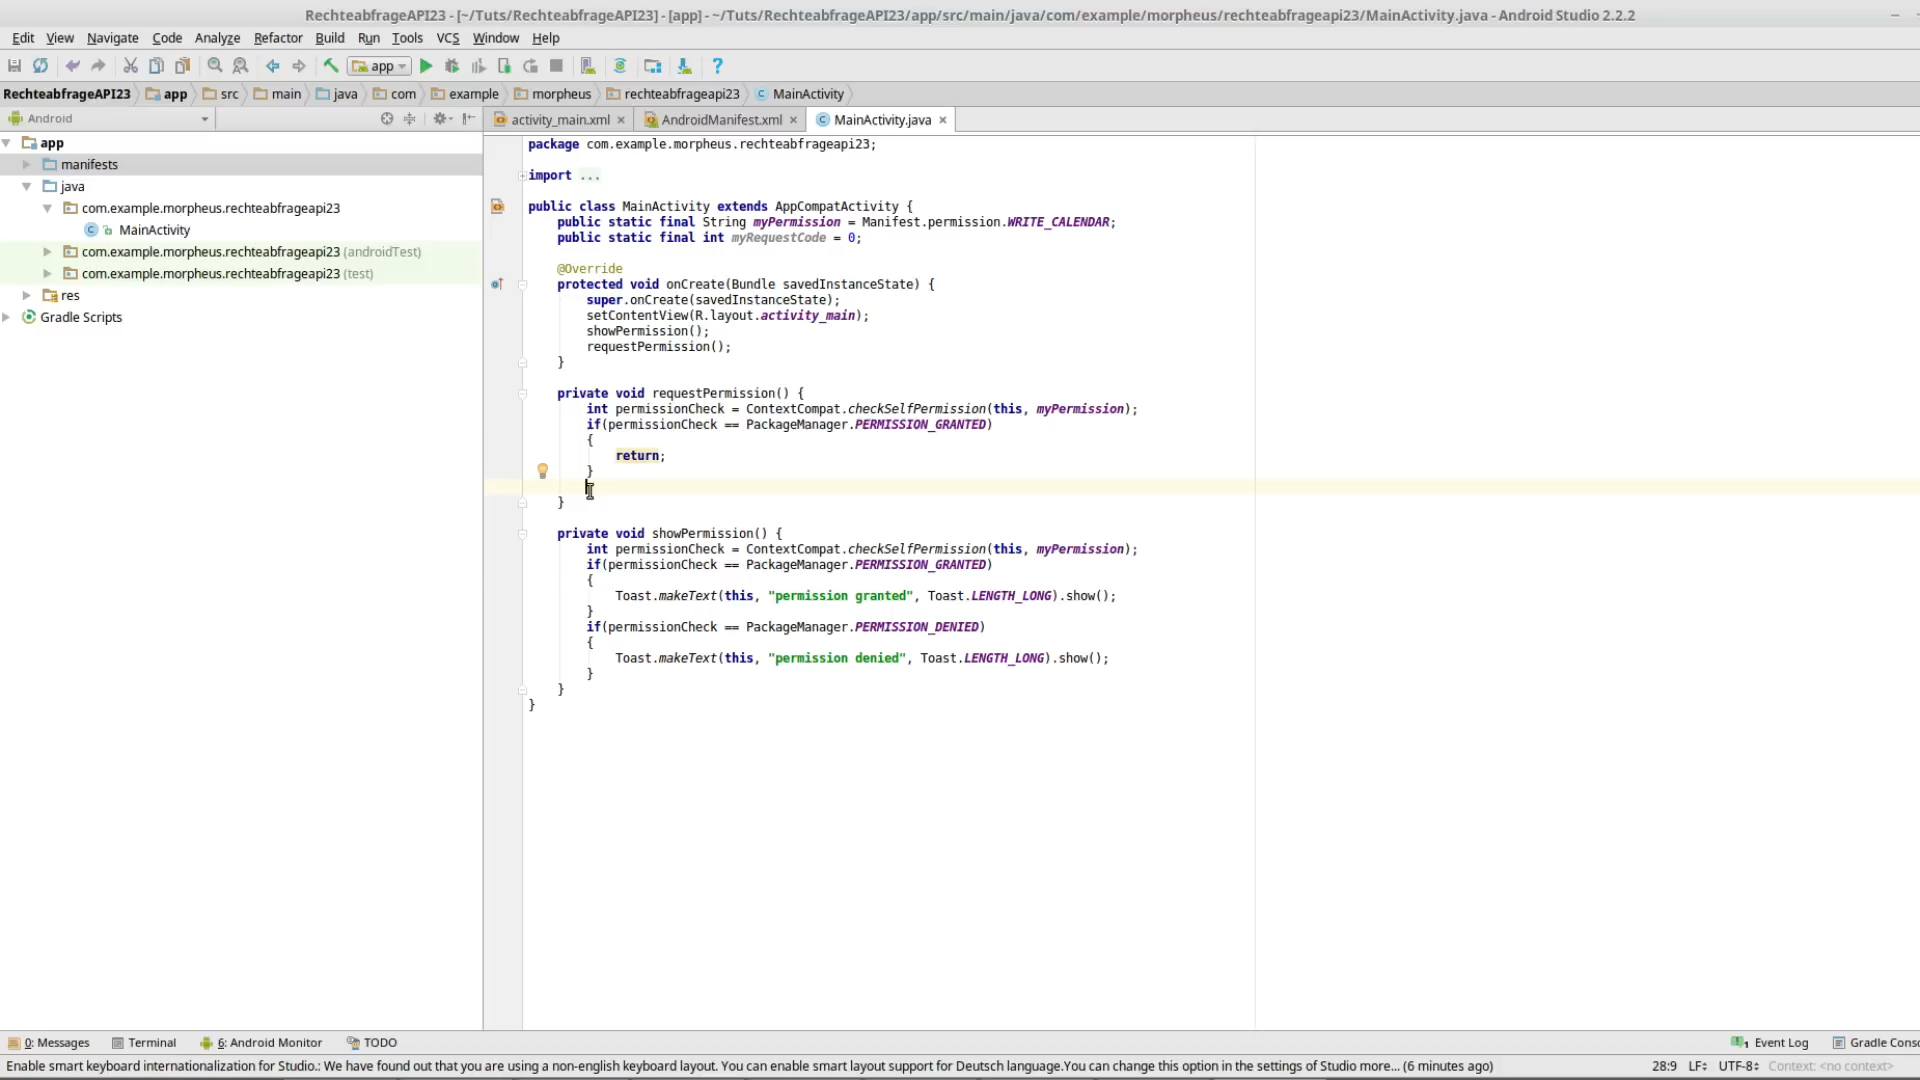 RechteabfrageAPI23 - [~/Tuts/RechteabfrageAPI23] - [app] - ~/Tuts/RechteabfrageAPI23/app/src/main/java/com/example/morpheus/rechteabfrageapi23/MainActivity.java - Android Studio 2.2.2
Edit View Navigate Code Analyze Refactor Build Run Tools VCS Window Help
app
RechteabfrageAPI23 app src main java com example morpheus rechteabfrageapi23 MainActivity
Android
activity_main.xml AndroidManifest.xml MainActivity.java
app
manifests
java
com.example.morpheus.rechteabfrageapi23
MainActivity
com.example.morpheus.rechteabfrageapi23 (androidTest)
com.example.morpheus.rechteabfrageapi23 (test)
res
Gradle Scripts
package com.example.morpheus.rechteabfrageapi23;
import ...
public class MainActivity extends AppCompatActivity {
public static final String myPermission = Manifest.permission.WRITE_CALENDAR;
public static final int myRequestCode = 0;
@Override
protected void onCreate(Bundle savedInstanceState) {
super.onCreate(savedInstanceState);
setContentView(R.layout.activity_main);
showPermission();
requestPermission();
}
private void requestPermission() {
int permissionCheck = ContextCompat.checkSelfPermission(this, myPermission);
if(permissionCheck == PackageManager.PERMISSION_GRANTED)
{
return;
}
}
private void showPermission() {
int permissionCheck = ContextCompat.checkSelfPermission(this, myPermission);
if(permissionCheck == PackageManager.PERMISSION_GRANTED)
{
Toast.makeText(this, "permission granted", Toast.LENGTH_LONG).show();
}
if(permissionCheck == PackageManager.PERMISSION_DENIED)
{
Toast.makeText(this, "permission denied", Toast.LENGTH_LONG).show();
}
}
}
0: Messages Terminal 6: Android Monitor TODO 1 Event Log Gradle Conso
Enable smart keyboard internationalization for Studio.: We have found out that you are using a non-english keyboard layout. You can enable smart layout support for Deutsch language.You can change this option in the settings of Studio more... (6 minutes ago) 28:9 LF UTF-8 Context: <no context>